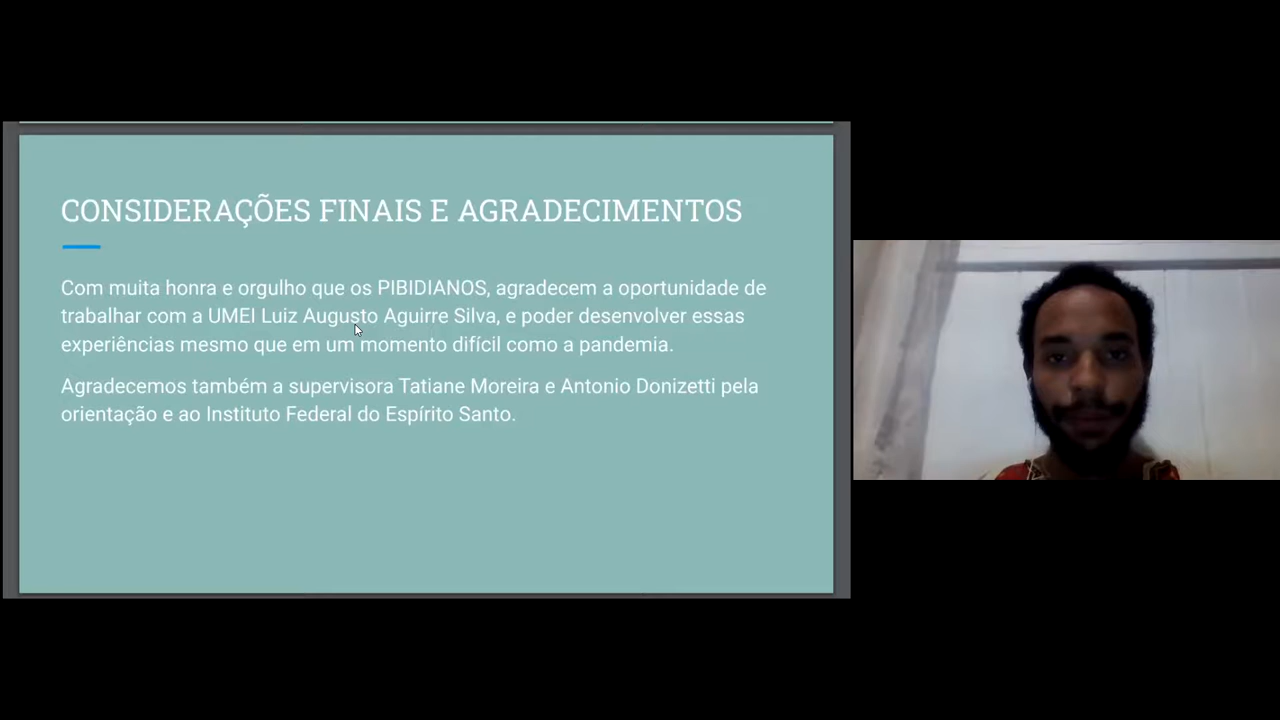 CONSIDERAÇÕES FINAIS E AGRADECIMENTOS
Com muita honra e orgulho que os PIBIDIANOS, agradecem a oportunidade de
trabalhar com a UMEI Luiz Augusto Aguirre Silva, e poder desenvolver essas
experiências mesmo que em um momento difícil como a pandemia.
Agradecemos também a supervisora Tatiane Moreira e Antonio Donizetti pela
orientação e ao Instituto Federal do Espírito Santo.